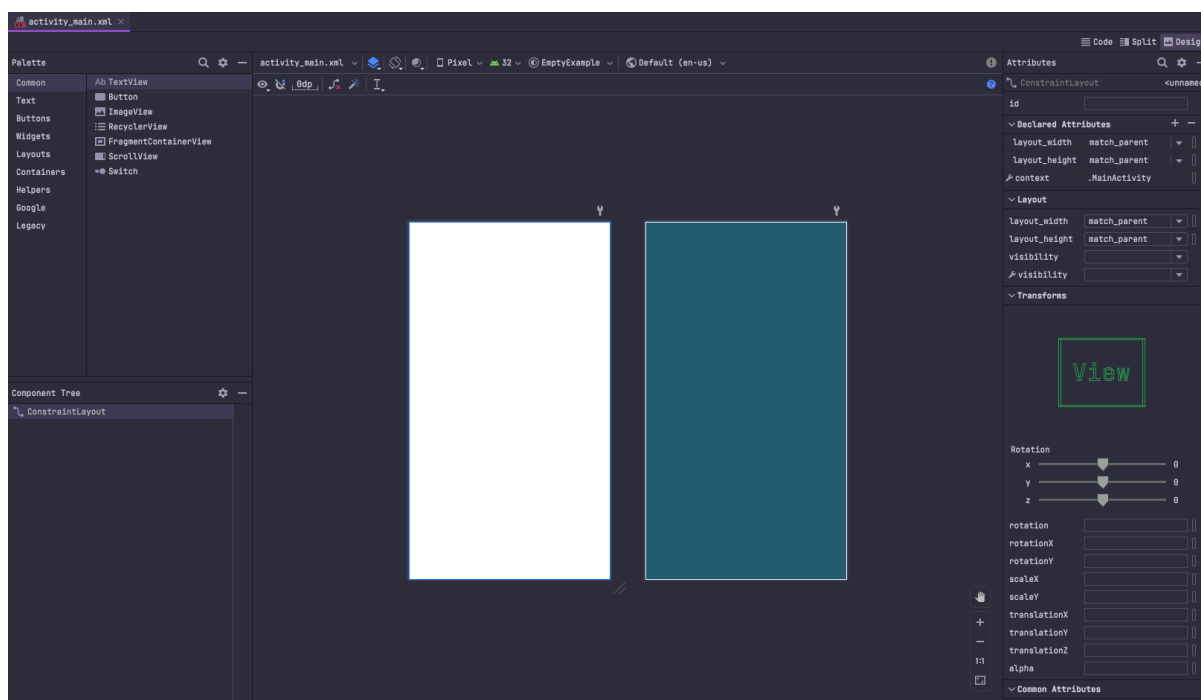 activity_main.xml
Code Split Desig
Palette
activity_main.xml Pixel 32 EmptyExample Default (en-us)
Attributes
Common
Text
Buttons
Widgets
Layouts
Containers
Helpers
Google
Legacy
Ab TextView
Button
ImageView
RecyclerView
FragmentContainerView
ScrollView
Switch
0dp
Component Tree
ConstraintLayout
1:1
ConstraintLayout <unnamed
id
Declared Attributes
layout_width match_parent
layout_height match_parent
context .MainActivity
Layout
layout_width match_parent
layout_height match_parent
visibility
visibility
Transforms
View
Rotation
x 0
y 0
z 0
rotation
rotationX
rotationY
scaleX
scaleY
translationX
translationY
translationZ
alpha
Common Attributes